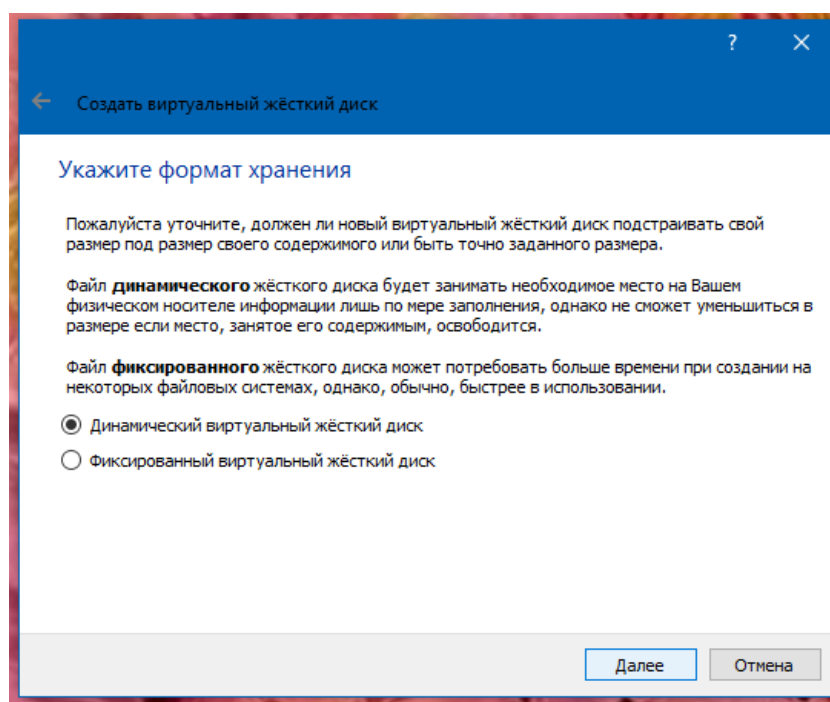 ?
Создать виртуальный жёсткий диск
Укажите формат хранения
Пожалуйста уточните, должен ли новый виртуальный жёсткий диск подстраивать свой
размер под размер своего содержимого или быть точно заданного размера.
Файл динамического жёсткого диска будет занимать необходимое место на Вашем
физическом носителе информации лишь по мере заполнения, однако не сможет уменьшиться в
размере если место, занятое его содержимым, освободится.
Файл фиксированного жёсткого диска может потребовать больше времени при создании на
некоторых файловых системах, однако, обычно, быстрее в использовании.
Динамический виртуальный жёсткий диск
Фиксированный виртуальный жёсткий диск
Далее Отмена